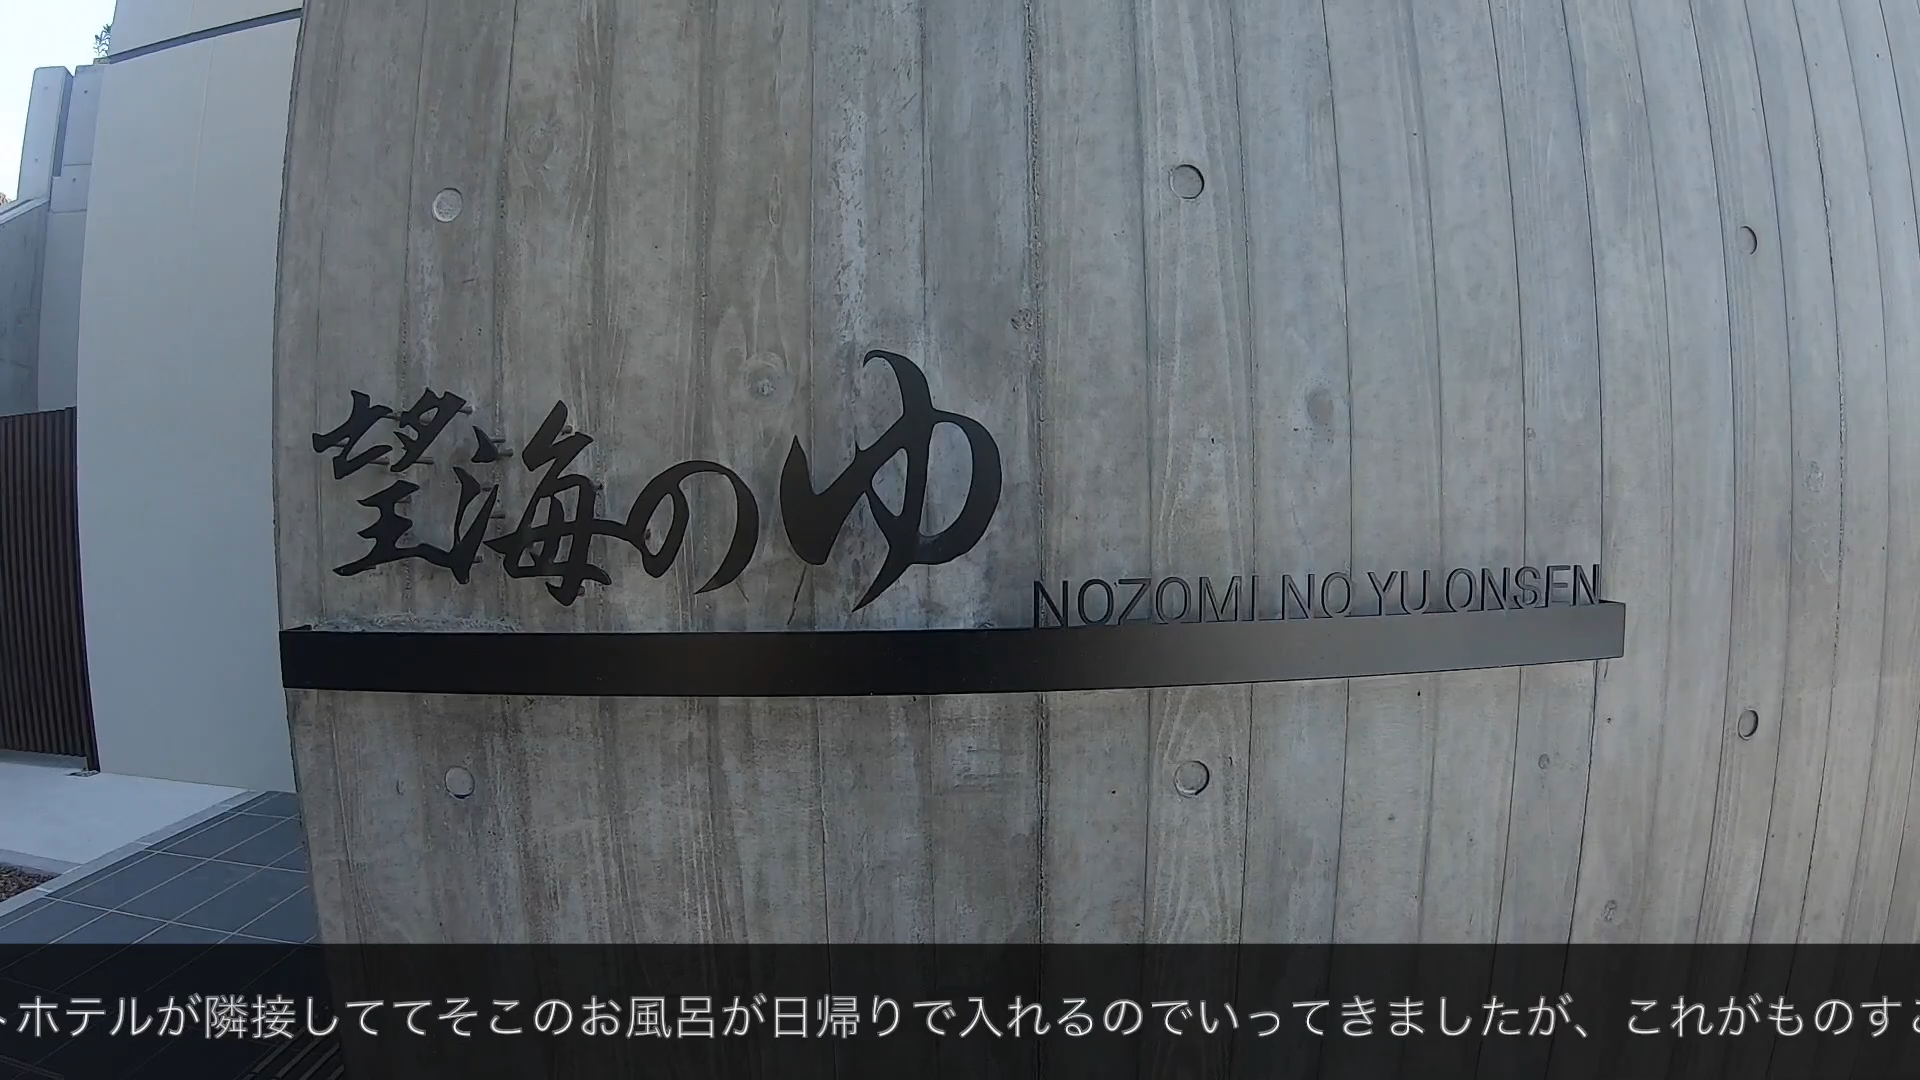 望海のゆ
NOZOMI NO YU ONSEN
ホテルが隣接しててそこのお風呂が日帰りで入れるのでいってきましたが、これがものす